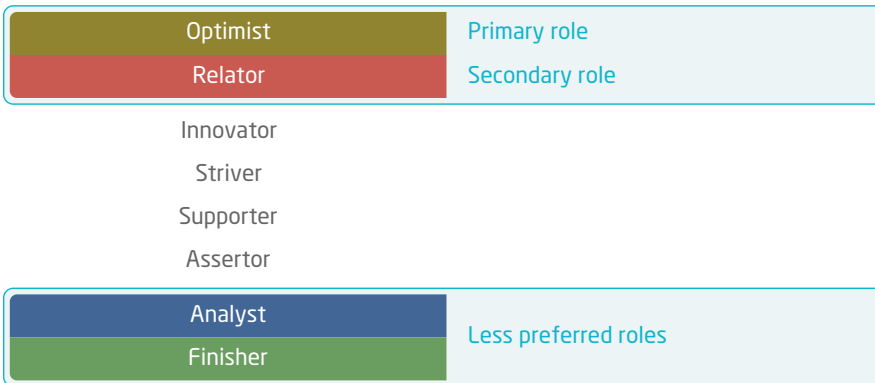 Optimist Primary role
Relator Secondary role
Innovator
Striver
Supporter
Assertor
Analyst
Less preferred roles
Finisher